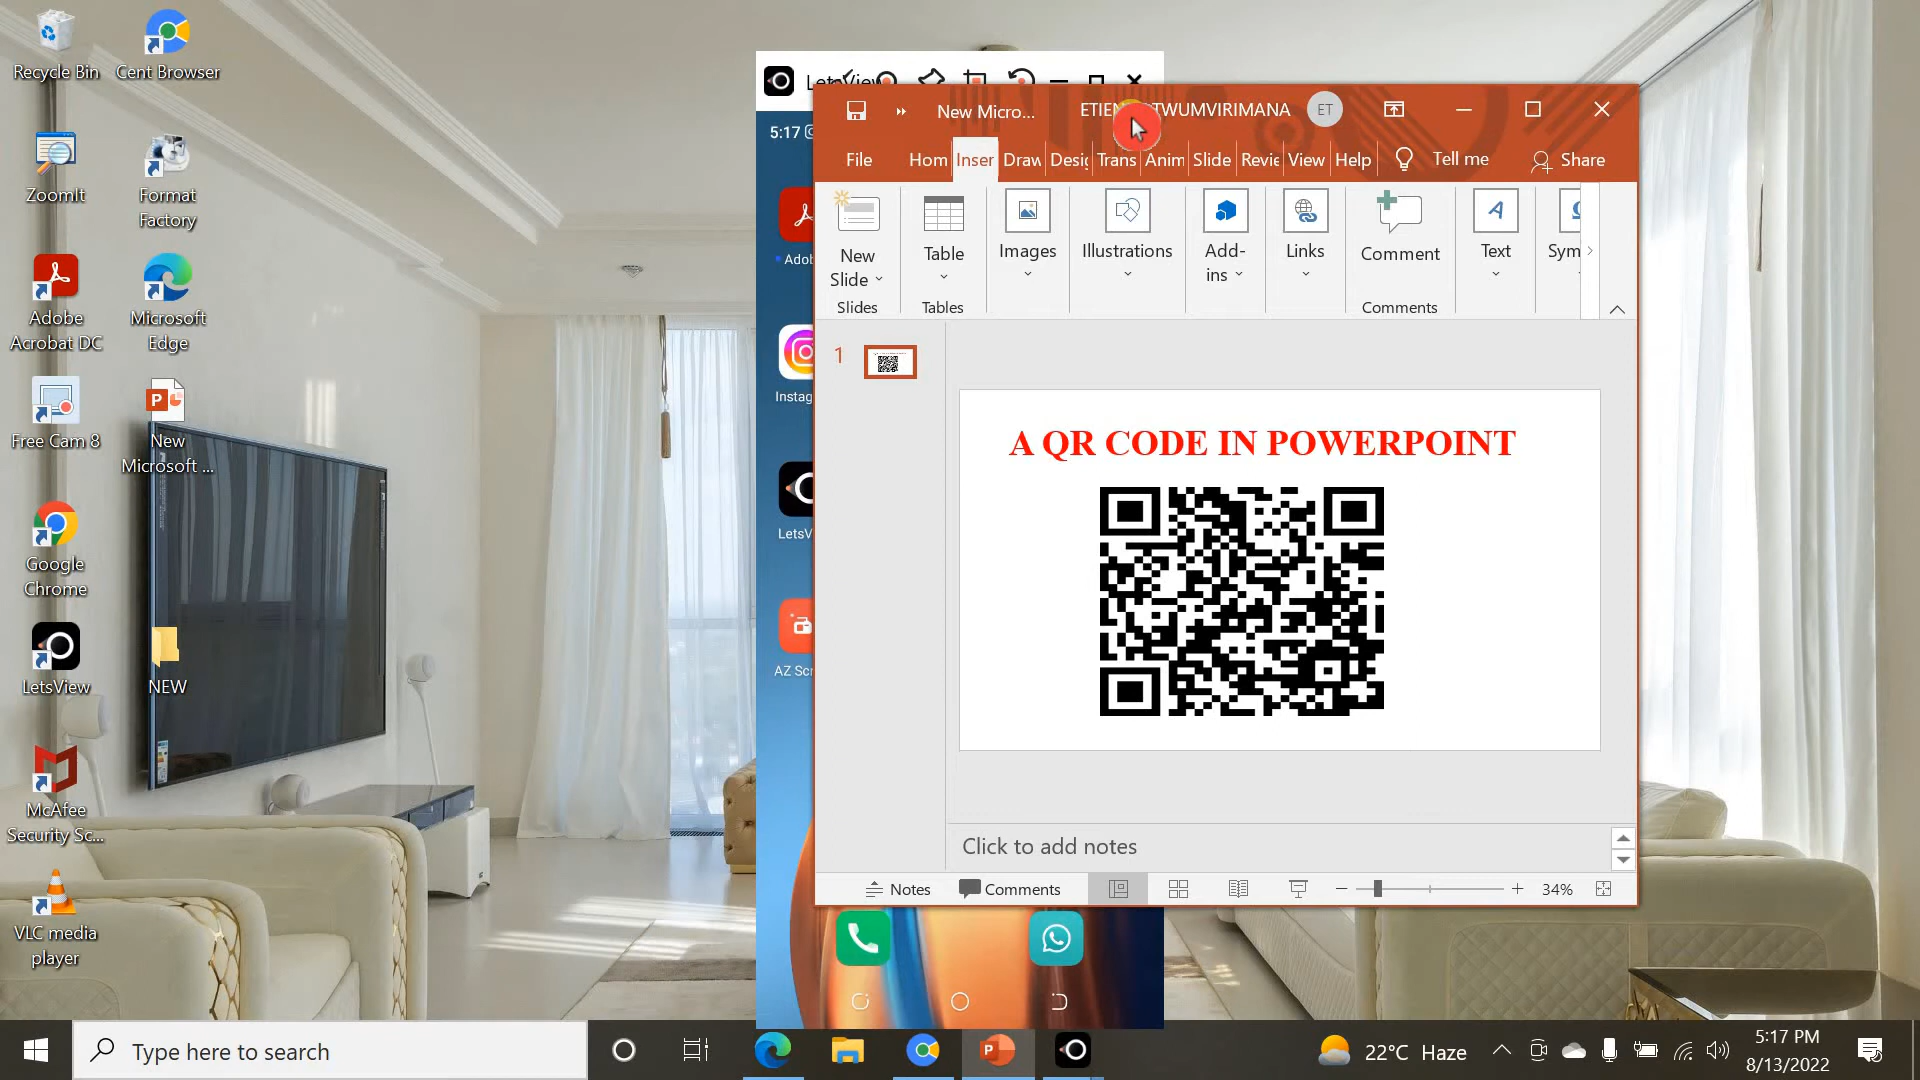 Recycle Bin
Cent Browser
ZoomIt
Format
Factory
Adobe
Acrobat DC
Microsoft
Edge
Free Cam 8
New
Microsoft ...
Google
Chrome
LetsView
NEW
McAfee
Security Sc...
VLC media
player
LetsView
5:17
Adob
Instag
LetsV
AZ Scr
New Micro...
ET
File
Hom
Inser
Draw
Desig
Trans
Anim
Slide
Revie
View
Help
Tell me
Share
New
Slide
Table
Images
Illustrations
Add-
ins
Links
Comment
Text
Sym
Slides
Tables
Comments
1
A QR CODE IN POWERPOINT
Click to add notes
Notes
Comments
34%
Type here to search
22°C Haze
5:17 PM
8/13/2022